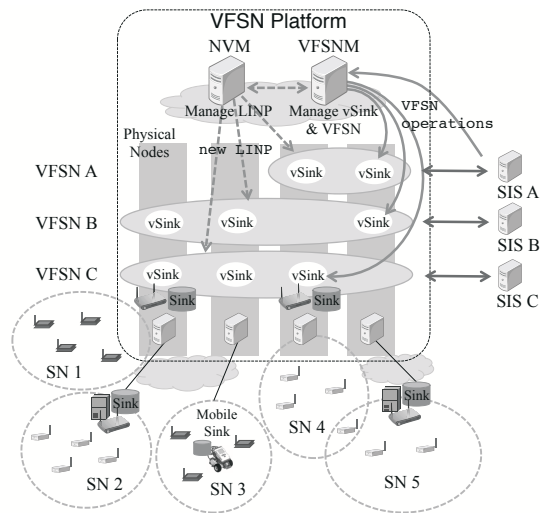 VFSN Platform
NVM
VFSNM
Manage LINP
Manage vSink
& VFSN
VFSN
operations
Physical
Nodes
new LINP
VFSN A
vSink
vSink
SIS A
VFSN B
vSink
vSink
vSink
SIS B
VFSN C
vSink
vSink
vSink
SIS C
Sink
Sink
SN 1
SN 4
Sink
Mobile
Sink
Sink
SN 2
SN 3
SN 5